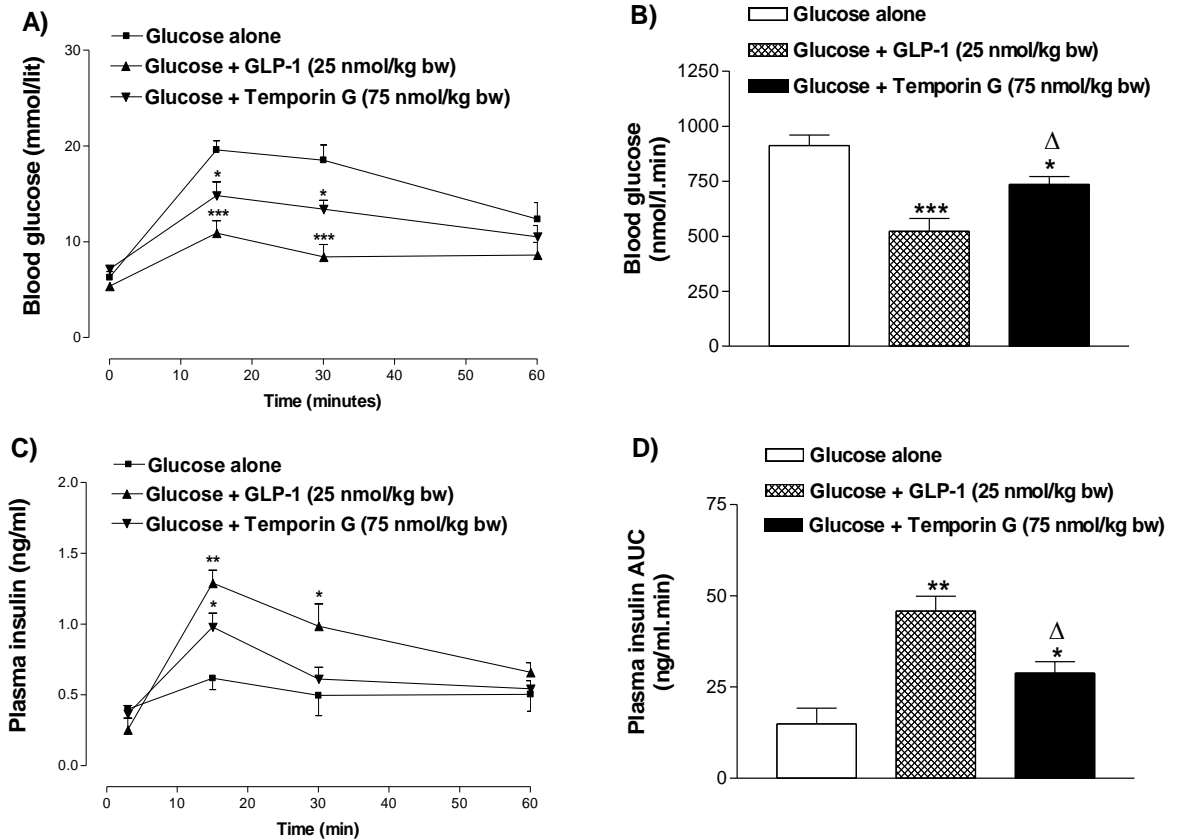 A)
Glucose alone
Glucose + GLP-1 (25 nmol/kg bw)
Glucose + Temporin G (75 nmol/kg bw)
Blood glucose (mmol/lit)
30
20
10
0
*
*
***
***
0 10 20 30 40 50 60
Time (minutes)
B)
Glucose alone
Glucose + GLP-1 (25 nmol/kg bw)
Glucose + Temporin G (75 nmol/kg bw)
Blood glucose
(nmol/l.min)
1250
1000
750
500
250
0
***
Δ
*
C)
Glucose alone
Glucose + GLP-1 (25 nmol/kg bw)
Glucose + Temporin G (75 nmol/kg bw)
Plasma insulin (ng/ml)
2.0
1.5
1.0
0.5
0.0
**
*
*
0 10 20 30 40 50 60
Time (min)
D)
Glucose alone
Glucose + GLP-1 (25 nmol/kg bw)
Glucose + Temporin G (75 nmol/kg bw)
Plasma insulin AUC
(ng/ml.min)
75
50
25
0
**
Δ
*